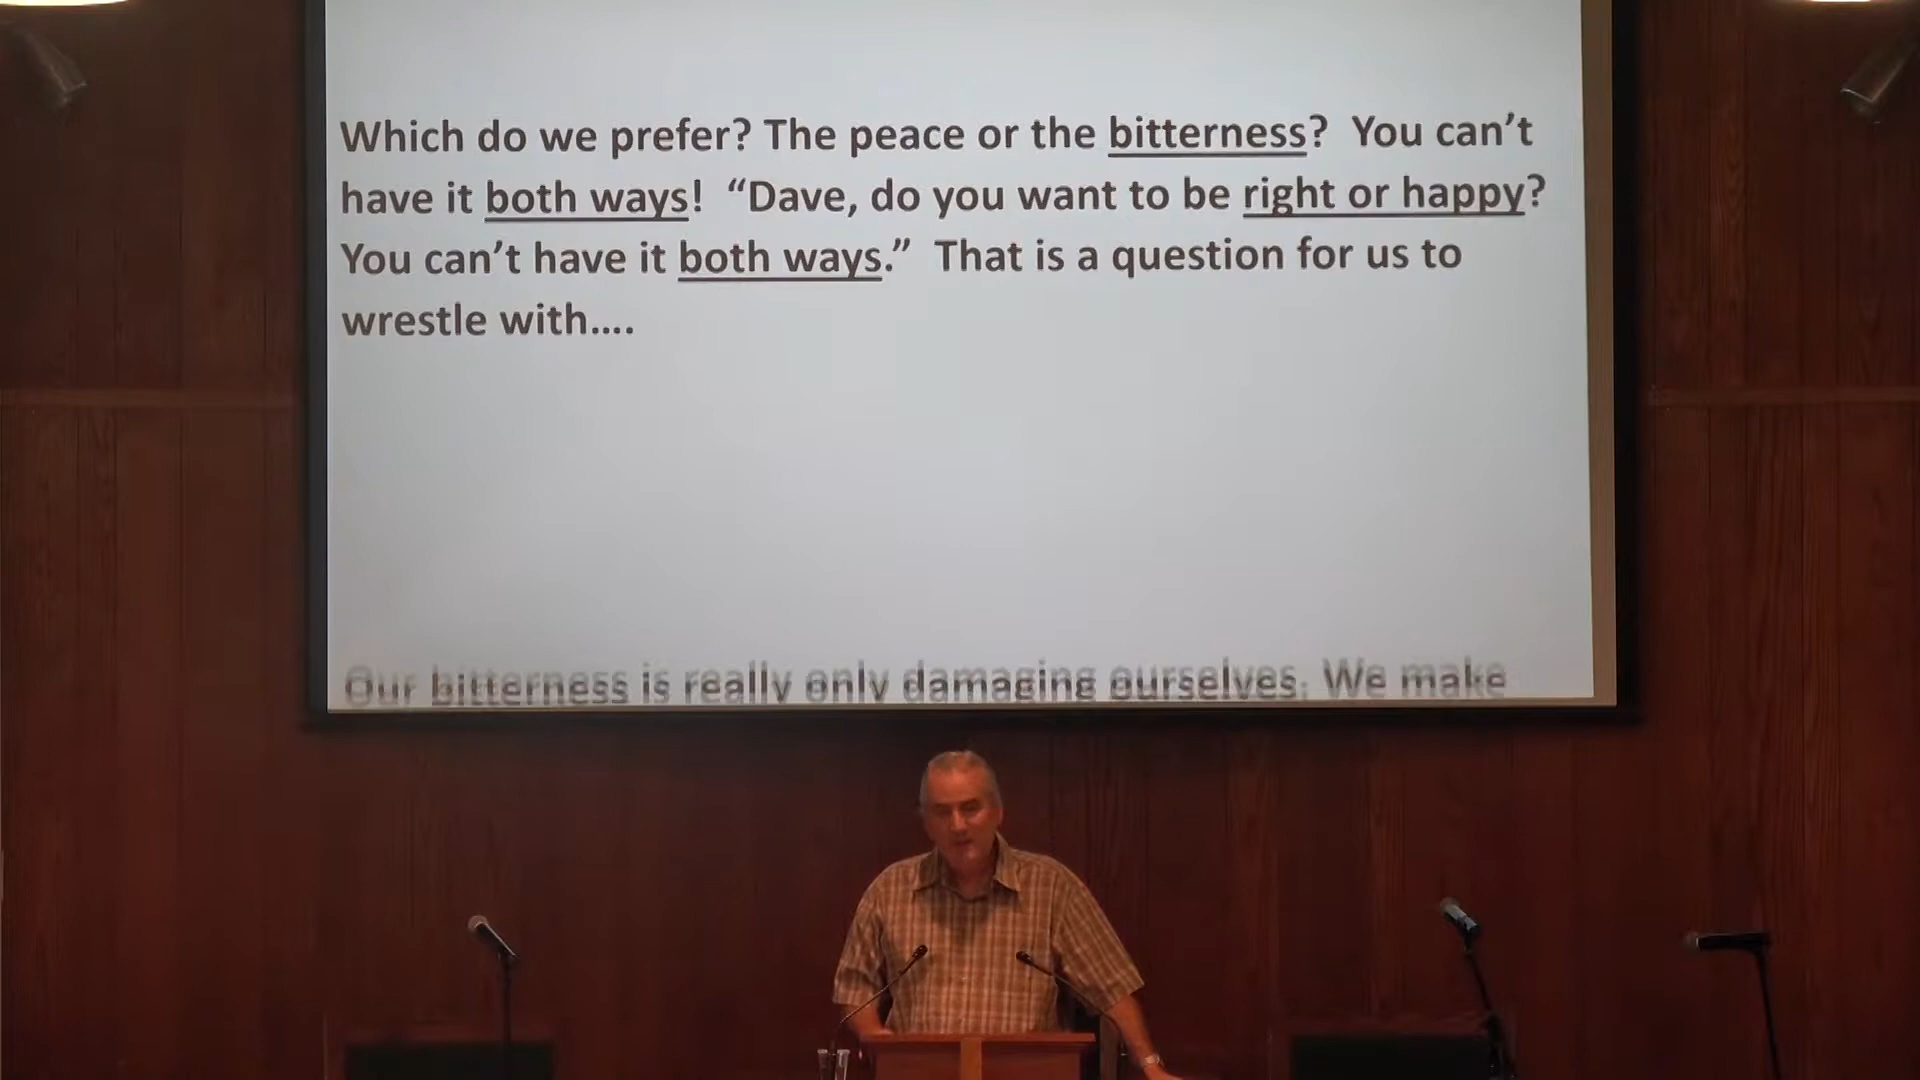 Which do we prefer? The peace or the bitterness?  You can’t
have it both ways!  “Dave, do you want to be right or happy?
You can’t have it both ways.”  That is a question for us to
wrestle with….
Our bitterness is really only damaging ourselves. We make